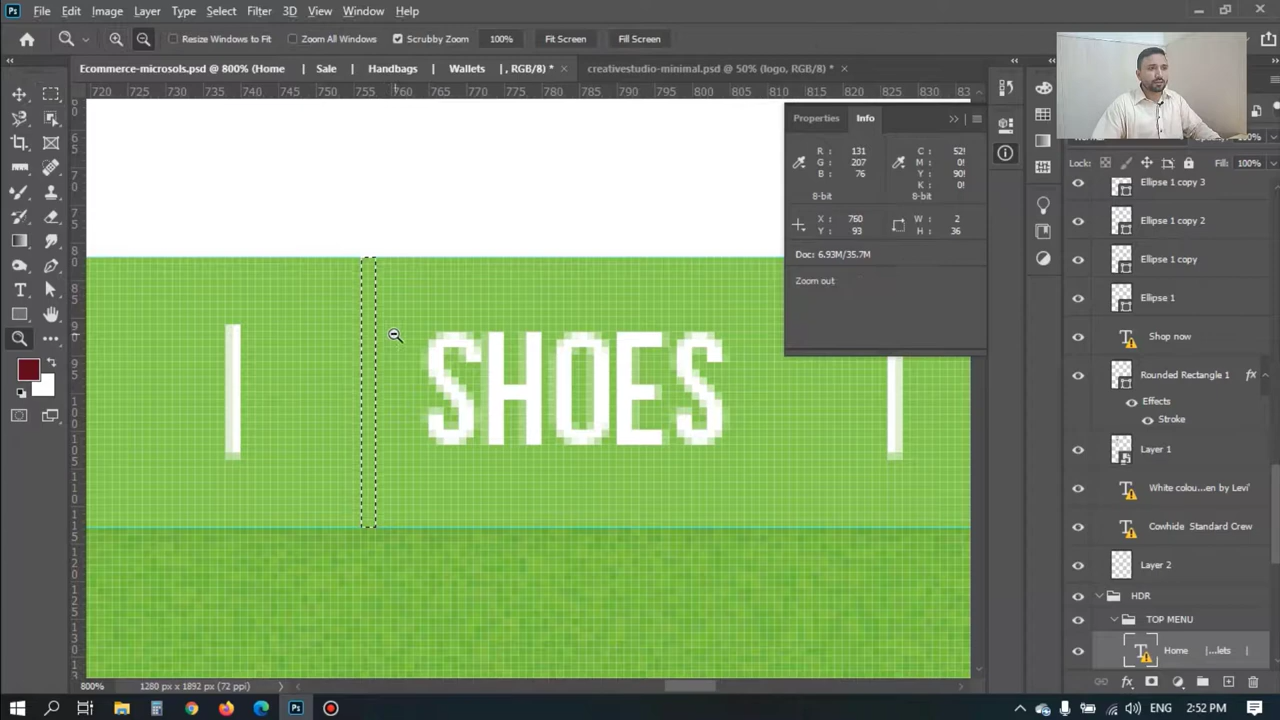 Ps File Edit Image Layer Type Select Filter 3D View Window Help
Resize Windows to Fit Zoom All Windows Scrubby Zoom 100% Fit Screen Fill Screen
Ecommerce-microsols.psd @ 800% (Home | Sale | Handbags | Wallets | , RGB/8) * × creativestudio-minimal.psd @ 50% (logo, RGB/8) * ×
720 725 730 735 740 745 750 755 760 765 770 775 780 785 790 795 800 805 810 815 820 825 830 83
Properties Info
R : 131 C : 52!
G : 207 M : 0!
B : 76 Y : 90!
K : 0!
8-bit 8-bit
X : 760 W : 2
Y : 93 H : 36
Doc: 6.93M/35.7M
Zoom out
| SHOES |
Lock: Fill: 100%
Ellipse 1 copy 3
Ellipse 1 copy 2
Ellipse 1 copy
Ellipse 1
T Shop now
Rounded Rectangle 1 fx
Effects
Stroke
Layer 1
T White colou...en by Levi'
T Cowhide Standard Crew
Layer 2
HDR
TOP MENU
T Home |...lets |
800% 1280 px x 1892 px (72 ppi)
ENG 2:52 PM